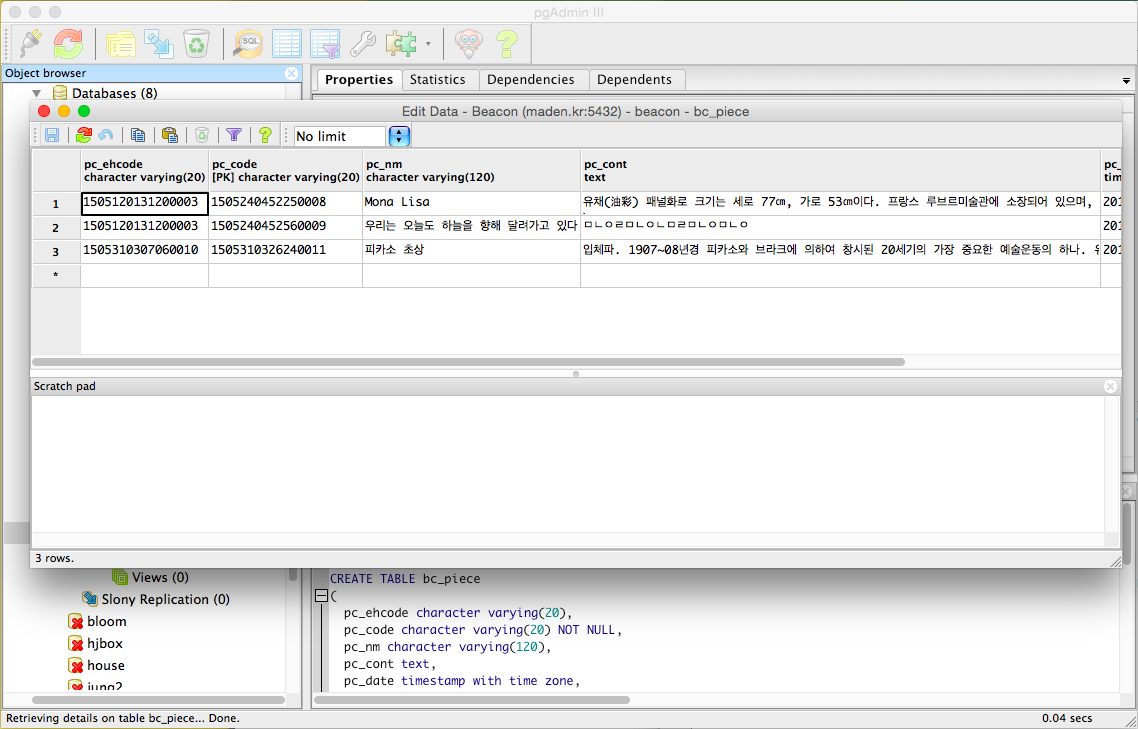 pgAdmin III
SQL
Object browser
Properties Statistics Dependencies Dependents
Databases (8)
Edit Data - Beacon (maden.kr:5432) - beacon - bc_piece
No limit
pc_ehcode pc_code pc_nm pc_cont pc_
character varying(20) [PK] character varying(20) character varying(120) text tim
1 1505120131200003 1505240452250008 Mona Lisa 유채(油彩) 패널화로 크기는 세로 77㎝, 가로 53㎝이다. 프랑스 루브르미술관에 소장되어 있으며, 201
2 1505120131200003 1505240452560009 우리는 오늘도 하늘을 향해 달려가고 있다 ㅁㄴㅇㄹㅁㄴㅇㄴㅁㄹㅁㄴㅇㅁㄴㅇ 201
3 1505310307060010 1505310326240011 피카소 초상 입체파. 1907~08년경 피카소와 브라크에 의하여 창시된 20세기의 가장 중요한 예술운동의 하나. 201
*
Scratch pad
3 rows.
Views (0)
Slony Replication (0)
bloom
hjbox
house
jung2
CREATE TABLE bc_piece
(
pc_ehcode character varying(20),
pc_code character varying(20) NOT NULL,
pc_nm character varying(120),
pc_cont text,
pc_date timestamp with time zone,
Retrieving details on table bc_piece... Done. 0.04 secs